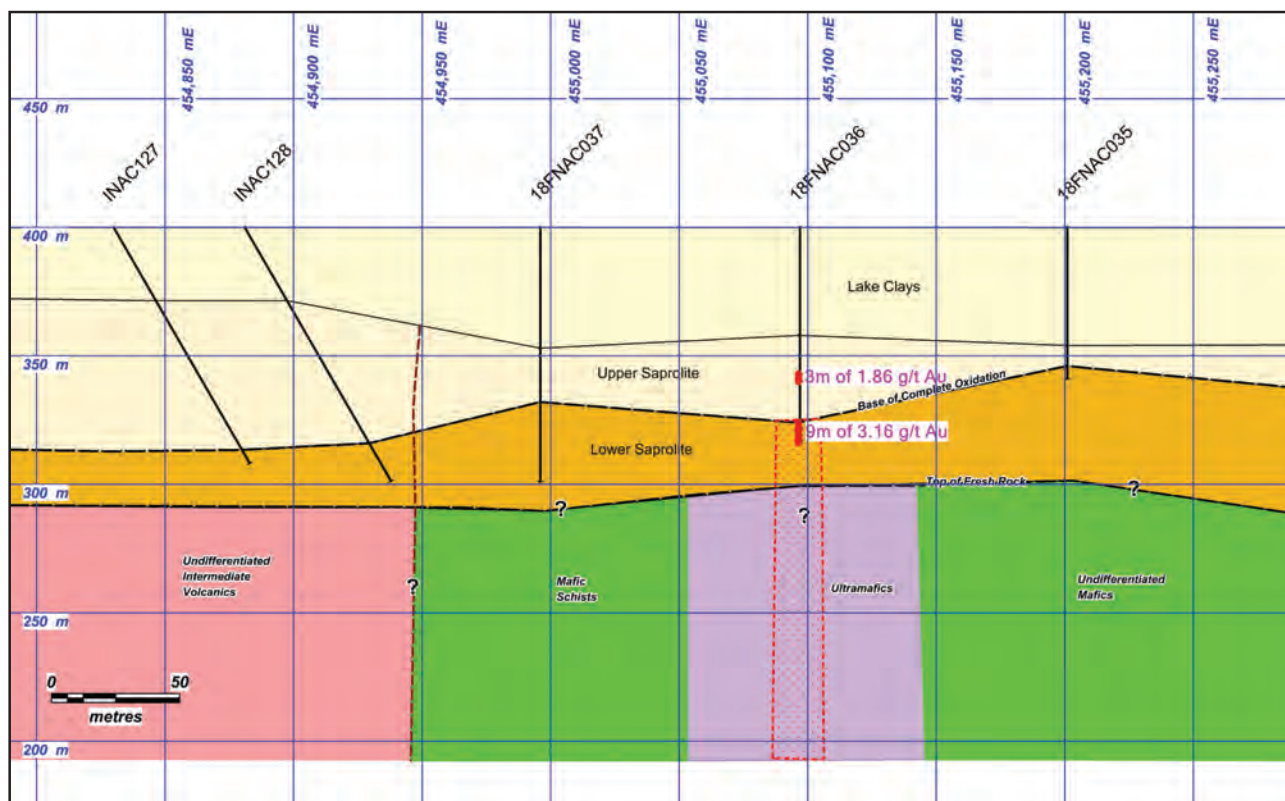 454,850 mE
454,900 mE
454,950 mE
455,000 mE
455,050 mE
455,100 mE
455,150 mE
455,200 mE
455,250 mE
450 m
INAC127
INAC128
18FNAC037
18FNAC036
18FNAC035
400 m
Lake Clays
350 m
Upper Saprolite
3m of 1.86 g/t Au
Base of Complete Oxidation
9m of 3.16 g/t Au
Lower Saprolite
300 m
Top of Fresh Rock
?
?
?
Undifferentiated
Intermediate
Volcanics
?
Mafic
Schists
Ultramafics
Undifferentiated
Mafics
250 m
0 50
metres
200 m